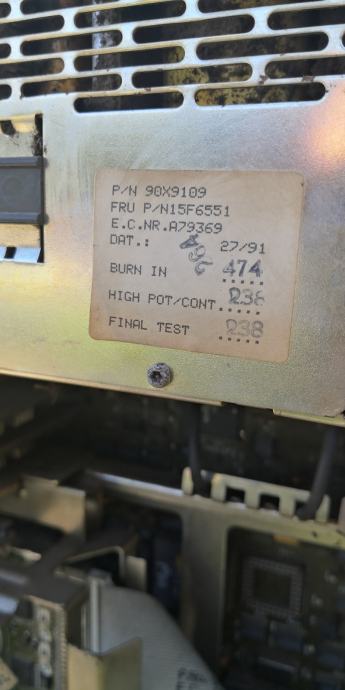 P/N 90X9109
FRU P/N15F6551
E.C.NR.A79369
DAT.: 27/91
BURN IN 474
HIGH POT/CONT. 238
FINAL TEST 238